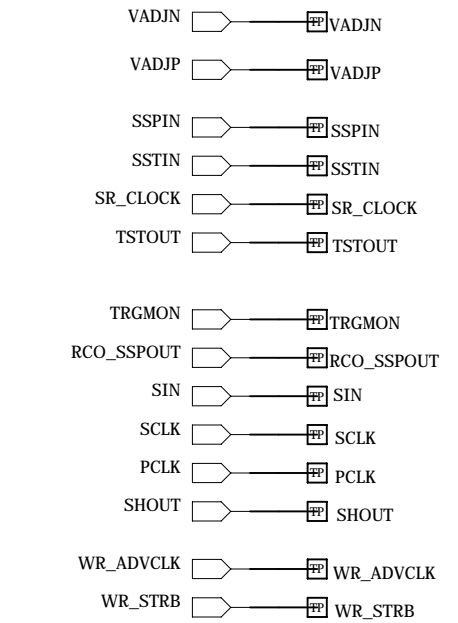 VADJN TP VADJN
VADJP TP VADJP
SSPIN TP SSPIN
SSTIN TP SSTIN
SR_CLOCK TP SR_CLOCK
TSTOUT TP TSTOUT
TRGMON TP TRGMON
RCO_SSPOUT TP RCO_SSPOUT
SIN TP SIN
SCLK TP SCLK
PCLK TP PCLK
SHOUT TP SHOUT
WR_ADVCLK TP WR_ADVCLK
WR_STRB TP WR_STRB